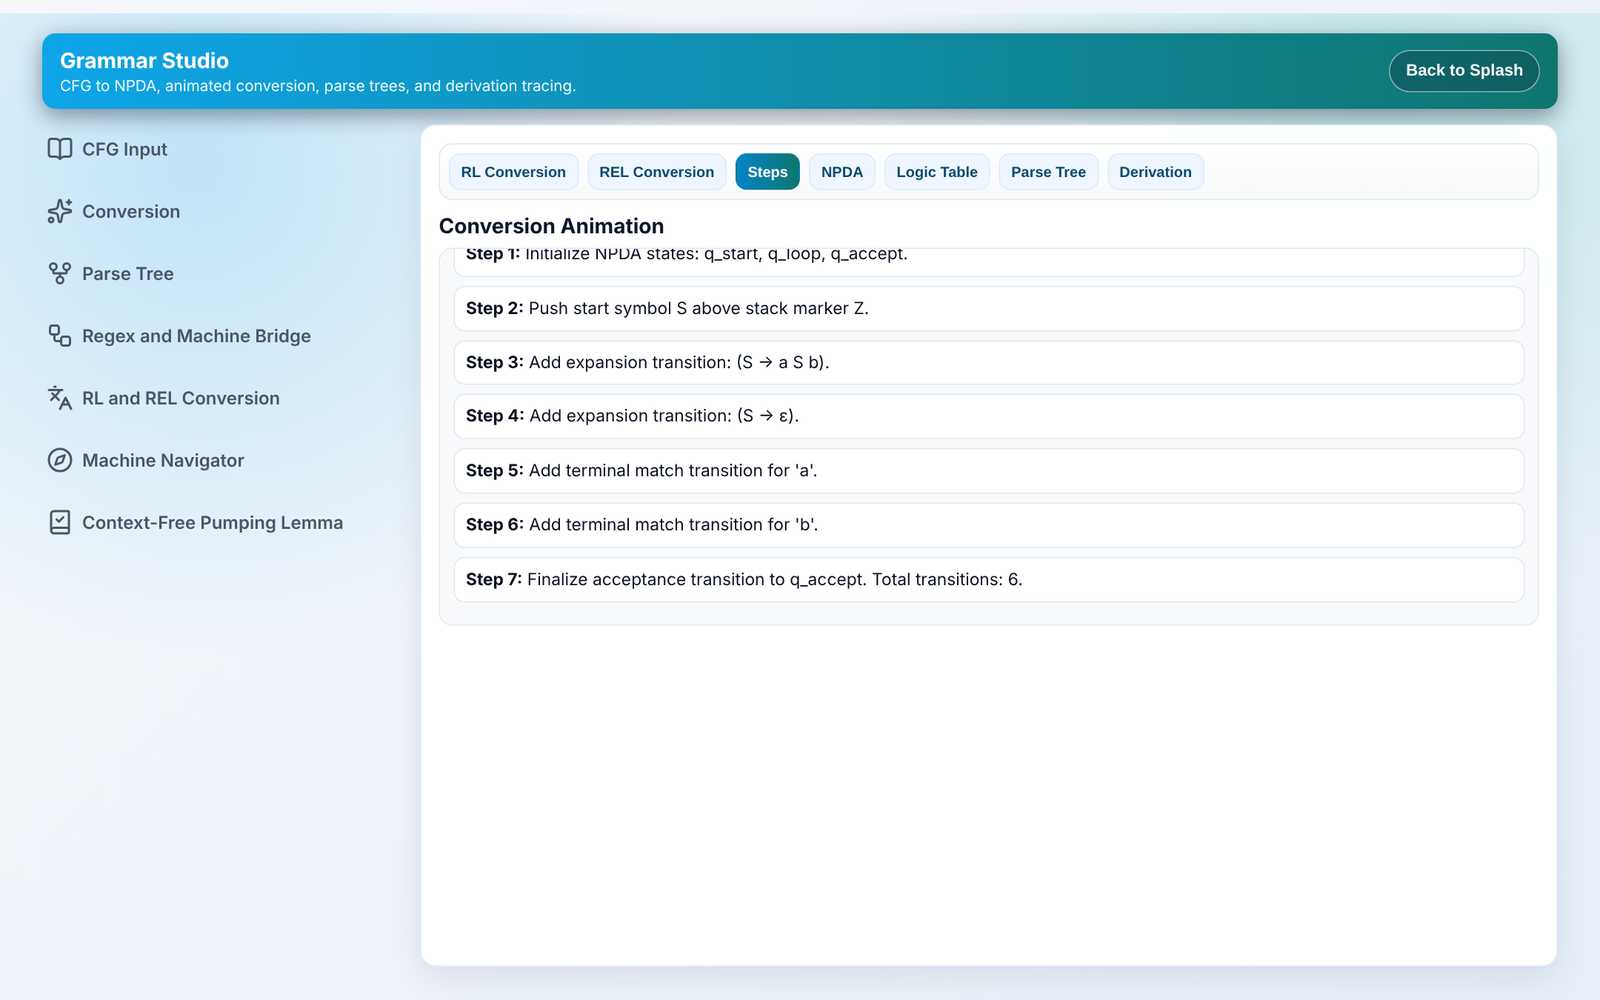 Grammar Studio
CFG to NPDA, animated conversion, parse trees, and derivation tracing.
Back to Splash
CFG Input
Conversion
Parse Tree
Regex and Machine Bridge
RL and REL Conversion
Machine Navigator
Context-Free Pumping Lemma
RL Conversion
REL Conversion
Steps
NPDA
Logic Table
Parse Tree
Derivation
Conversion Animation
Step 1: Initialize NPDA states: q_start, q_loop, q_accept.
Step 2: Push start symbol S above stack marker Z.
Step 3: Add expansion transition: (S → a S b).
Step 4: Add expansion transition: (S → ε).
Step 5: Add terminal match transition for 'a'.
Step 6: Add terminal match transition for 'b'.
Step 7: Finalize acceptance transition to q_accept. Total transitions: 6.